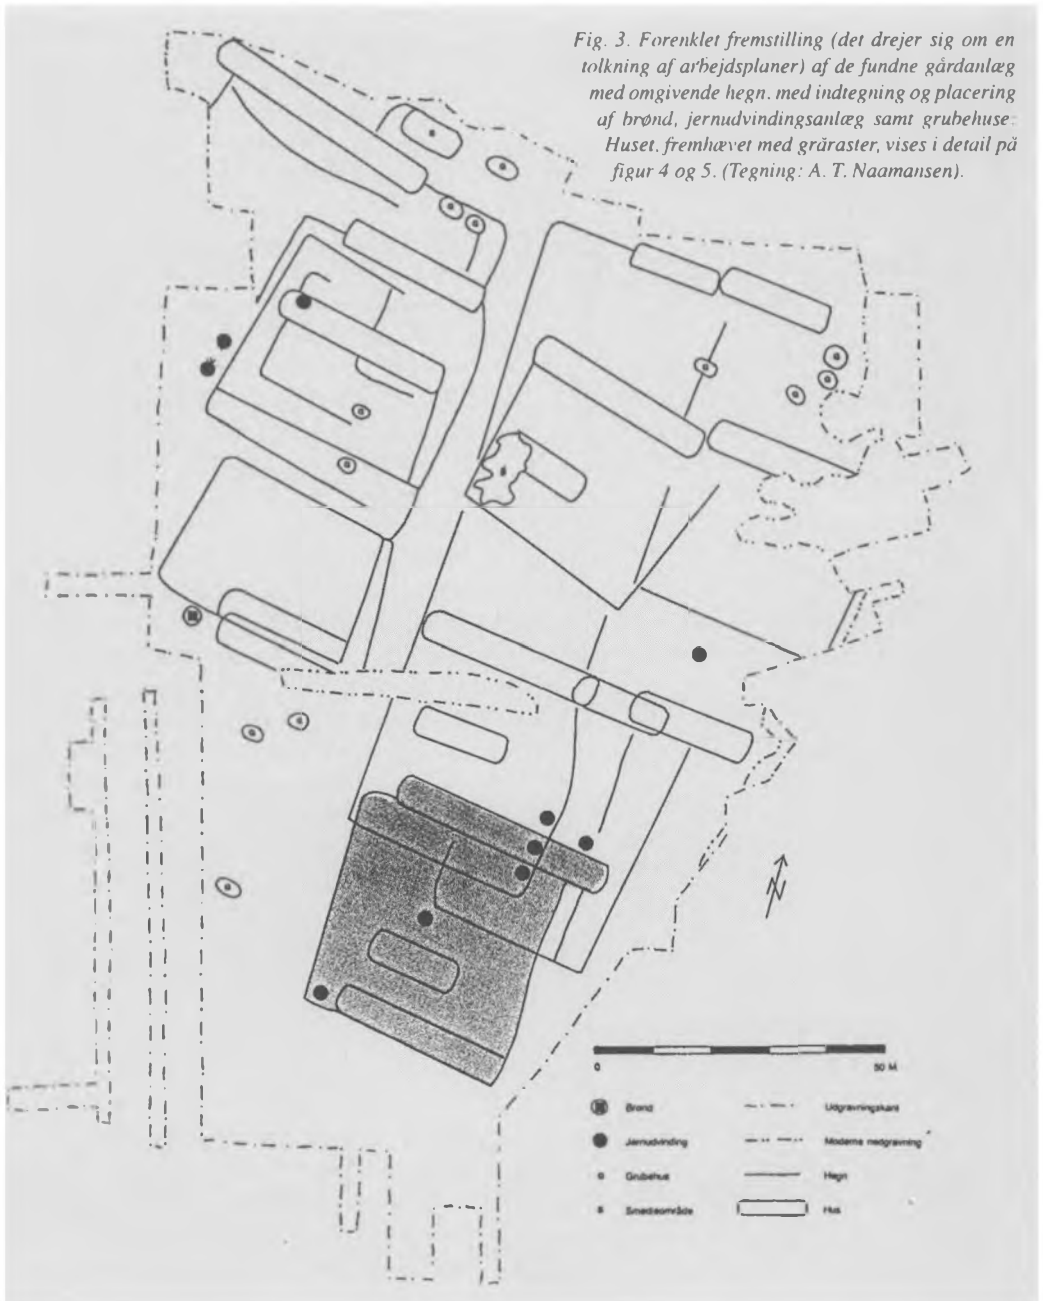 Fig. 3. Forenklet fremstilling (det drejer sig om en
tolkning af arbejdsplaner) af de fundne gårdanlæg
med omgivende hegn. med indtegning og placering
af brønd, jernudvindingsanlæg samt grubehuse.
Huset. fremhævet med gråraster, vises i detail på
figur 4 og 5. (Tegning: A. T. Naamansen).
N
0 50 M
Brønd
Udgravningskant
Jernudvinding
Moderne nedgravning
Grubehus
Hegn
Smedeområde
Hus